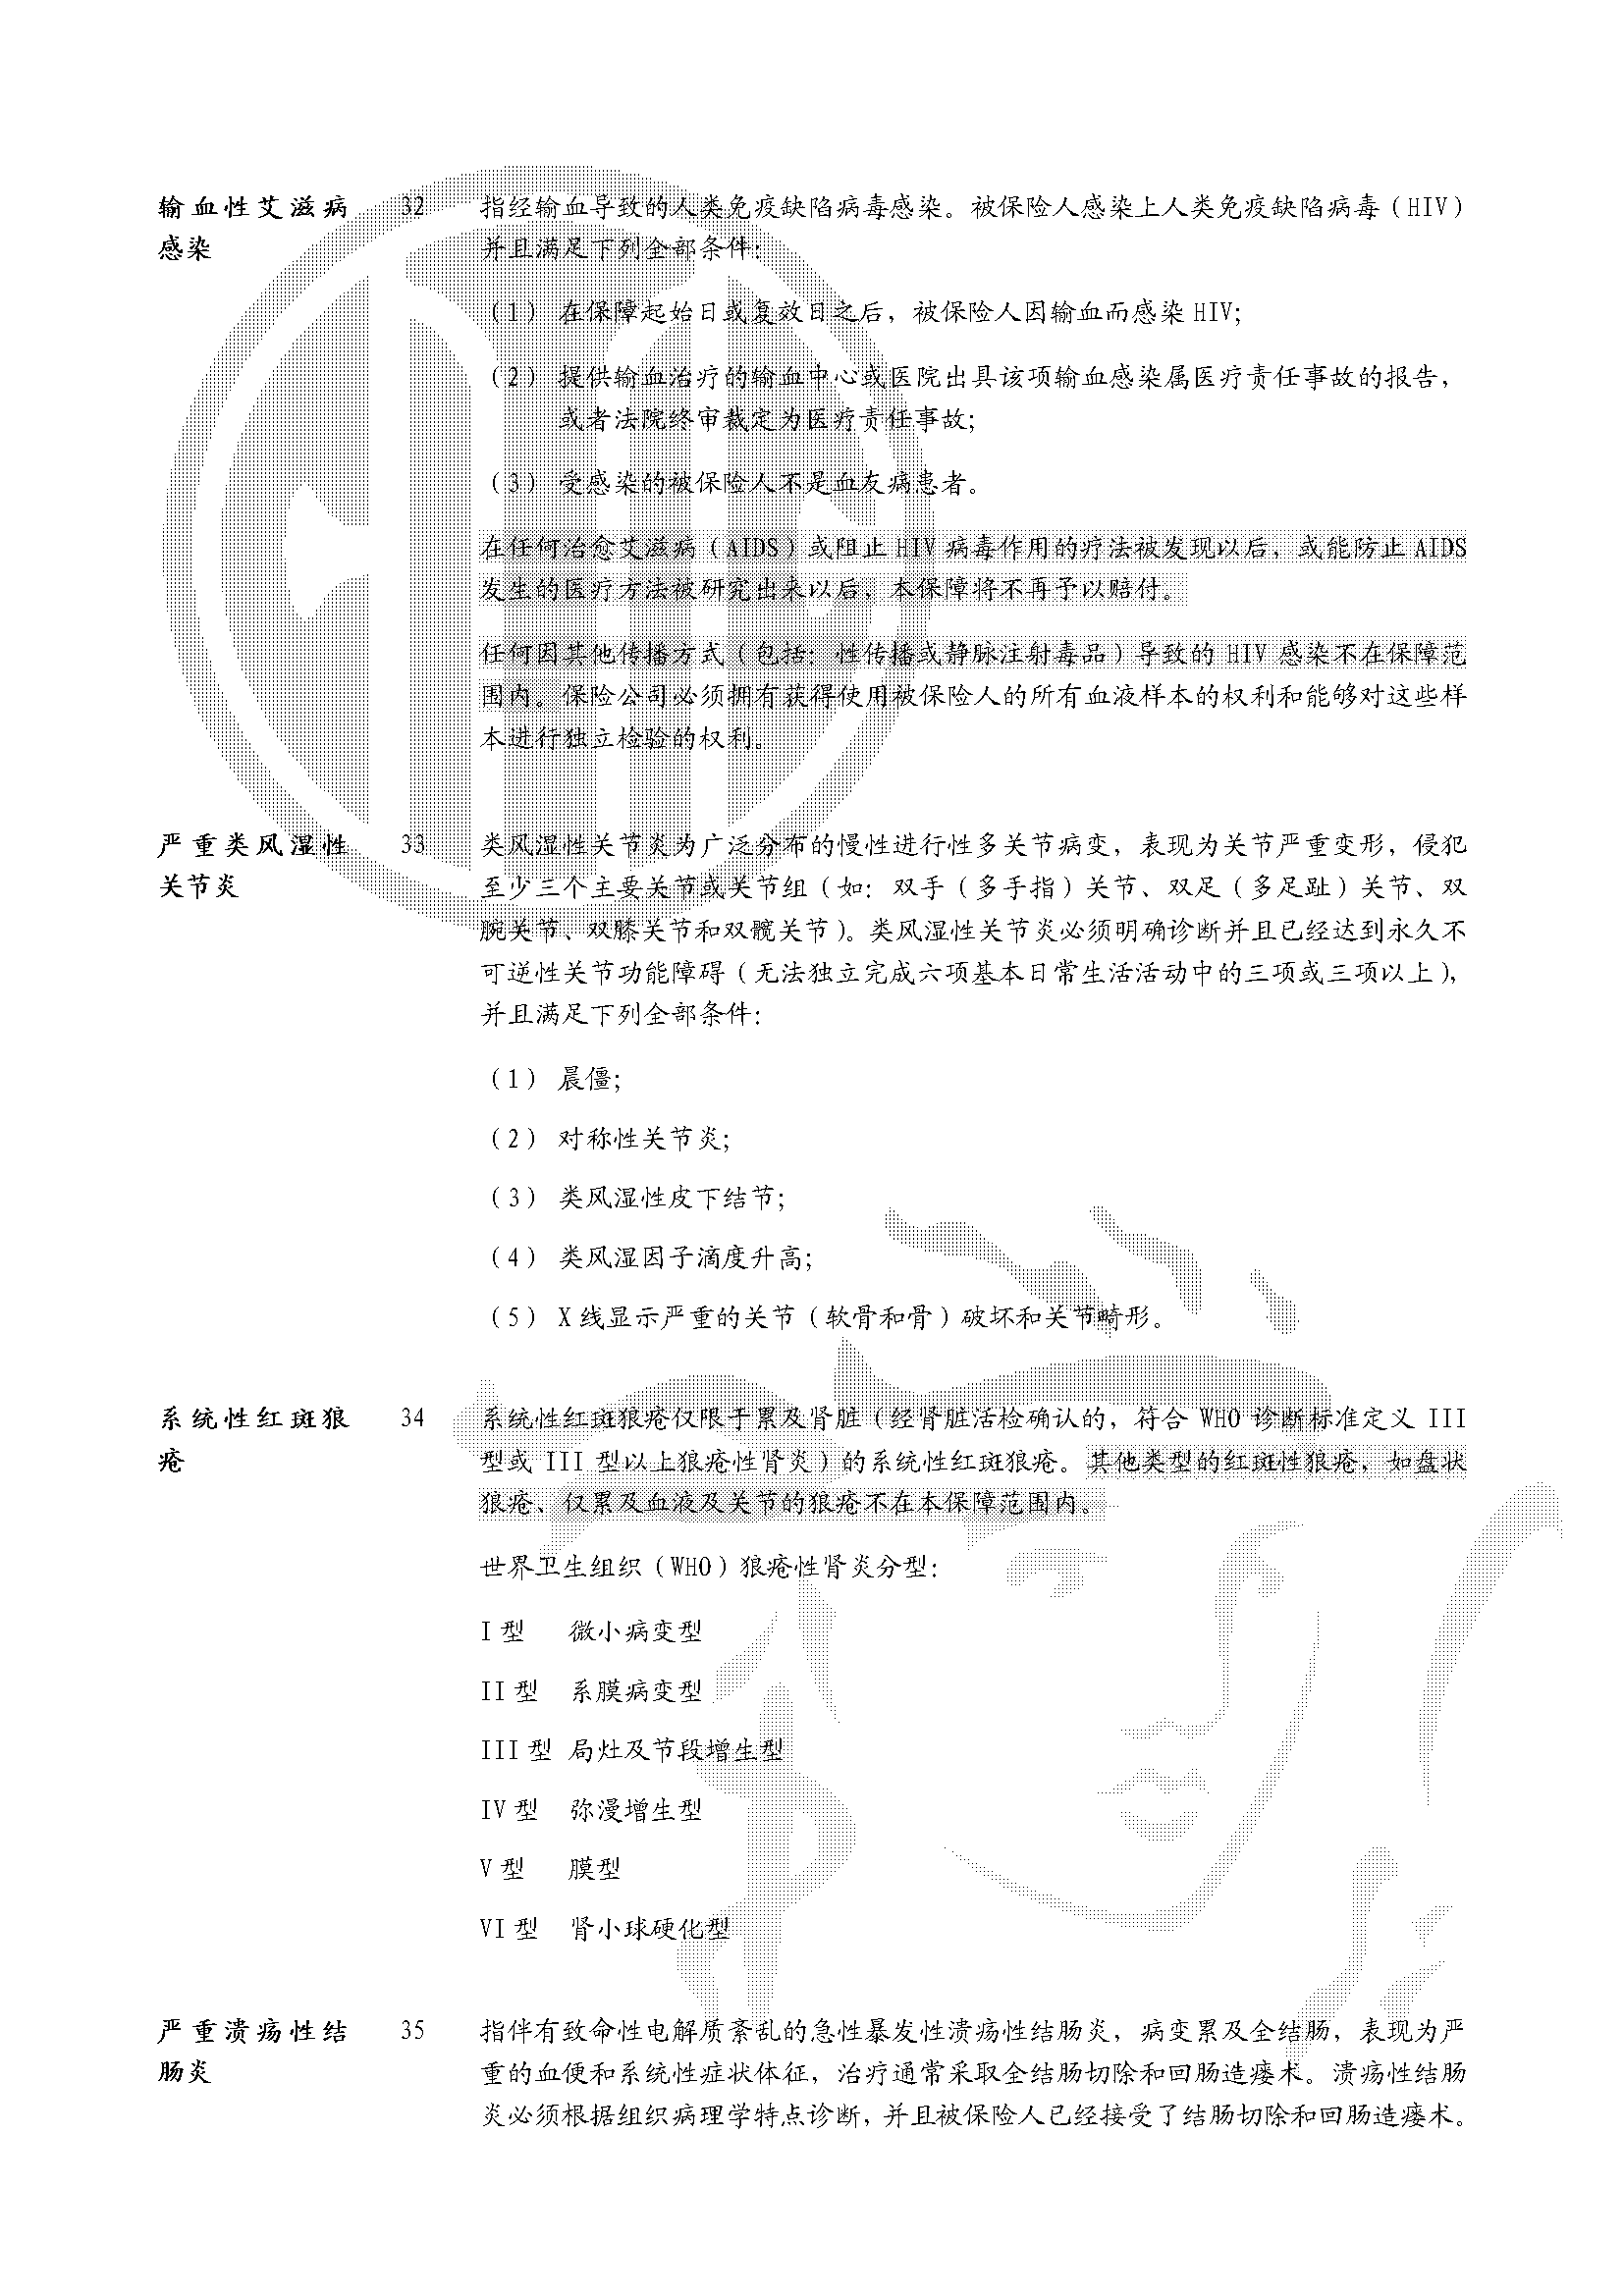 输血性艾滋病 32 指经输血导致的人类免疫缺陷病毒感染。被保险人感染上人类免疫缺陷病毒（HIV）
感染 并且满足下列全部条件：
（1） 在保障起始日或复效日之后，被保险人因输血而感染 HIV；
（2） 提供输血治疗的输血中心或医院出具该项输血感染属医疗责任事故的报告，
或者法院终审裁定为医疗责任事故；
（3） 受感染的被保险人不是血友病患者。
在任何治愈艾滋病（AIDS）或阻止 HIV 病毒作用的疗法被发现以后，或能防止 AIDS
发生的医疗方法被研究出来以后，本保障将不再予以赔付。
任何因其他传播方式（包括：性传播或静脉注射毒品）导致的 HIV 感染不在保障范
围内。保险公司必须拥有获得使用被保险人的所有血液样本的权利和能够对这些样
本进行独立检验的权利。
严重类风湿性 33 类风湿性关节炎为广泛分布的慢性进行性多关节病变，表现为关节严重变形，侵犯
关节炎 至少三个主要关节或关节组（如：双手（多手指）关节、双足（多足趾）关节、双
腕关节、双膝关节和双髋关节）。类风湿性关节炎必须明确诊断并且已经达到永久不
可逆性关节功能障碍（无法独立完成六项基本日常生活活动中的三项或三项以上），
并且满足下列全部条件：
（1） 晨僵；
（2） 对称性关节炎；
（3） 类风湿性皮下结节；
（4） 类风湿因子滴度升高；
（5） X 线显示严重的关节（软骨和骨）破坏和关节畸形。
系统性红斑狼 34 系统性红斑狼疮仅限于累及肾脏（经肾脏活检确认的，符合 WHO 诊断标准定义 III
疮 型或 III 型以上狼疮性肾炎）的系统性红斑狼疮。其他类型的红斑性狼疮，如盘状
狼疮、仅累及血液及关节的狼疮不在本保障范围内。
世界卫生组织（WHO）狼疮性肾炎分型：
I 型 微小病变型
II 型 系膜病变型
III 型 局灶及节段增生型
IV 型 弥漫增生型
V 型 膜型
VI 型 肾小球硬化型
严重溃疡性结 35 指伴有致命性电解质紊乱的急性暴发性溃疡性结肠炎，病变累及全结肠，表现为严
肠炎 重的血便和系统性症状体征，治疗通常采取全结肠切除和回肠造瘘术。溃疡性结肠
炎必须根据组织病理学特点诊断，并且被保险人已经接受了结肠切除和回肠造瘘术。